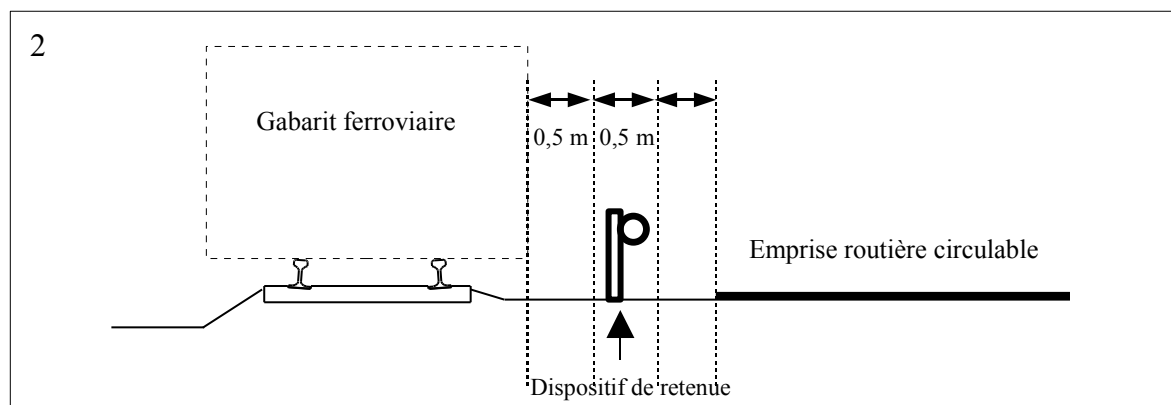 2
Gabarit ferroviaire
0,5 m
0,5 m
Emprise routière circulable
Dispositif de retenue